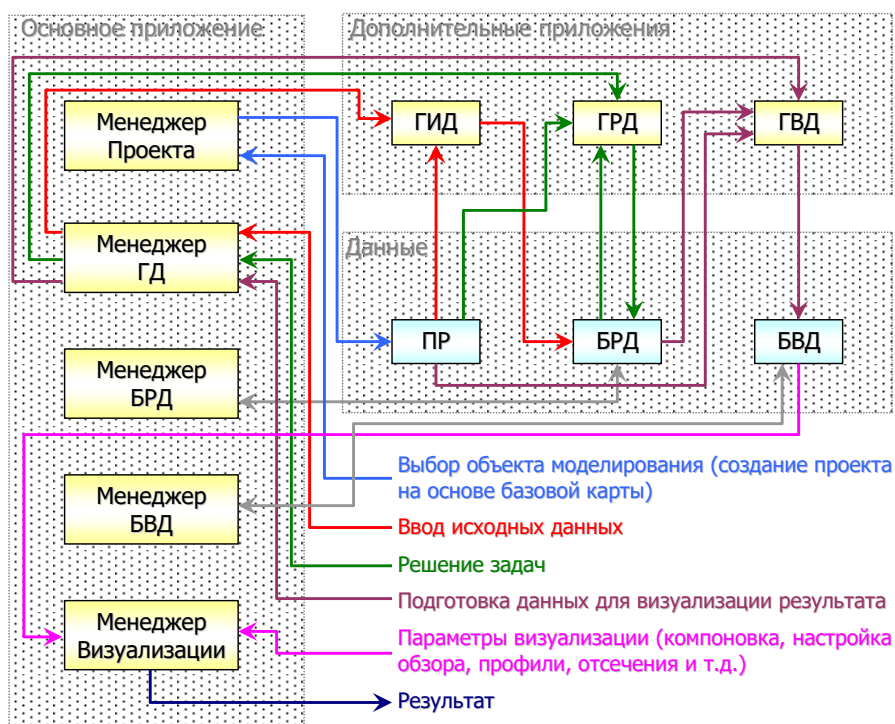 Основное приложение
Дополнительные приложения
Менеджер
Проекта
ГИД
ГРД
ГВД
Менеджер
ГД
Данные
ПР
БРД
БВД
Менеджер
БРД
Менеджер
БВД
Менеджер
Визуализации
Выбор объекта моделирования (создание проекта
на основе базовой карты)
Ввод исходных данных
Решение задач
Подготовка данных для визуализации результата
Параметры визуализации (компоновка, настройка
обзора, профили, отсечения и т.д.)
Результат